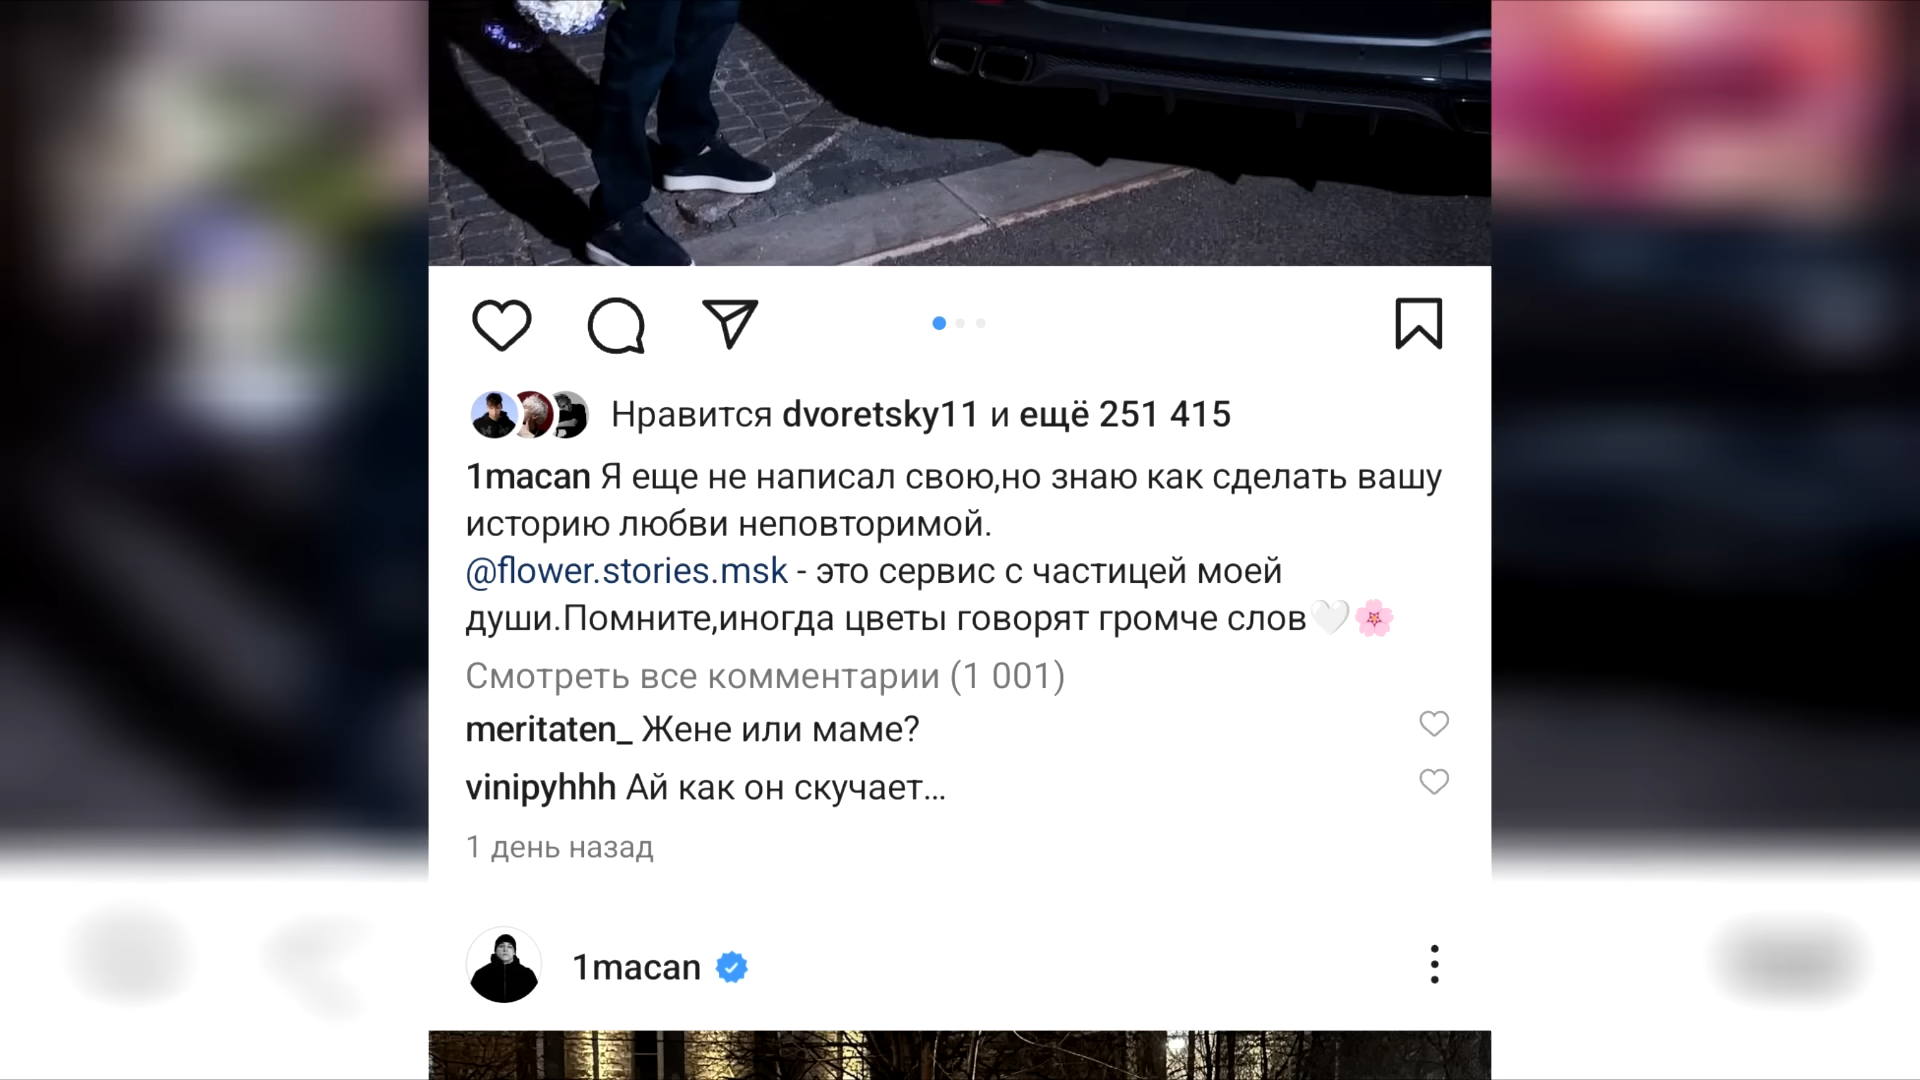 Нравится dvoretsky11 и ещё 251 415
1macan Я еще не написал свою,но знаю как сделать вашу
историю любви неповторимой.
@flower.stories.msk - это сервис с частицей моей
души.Помните,иногда цветы говорят громче слов🤍🌸
Смотреть все комментарии (1 001)
meritaten_ Жене или маме?
vinipyhhh Ай как он скучает...
1 день назад
1macan